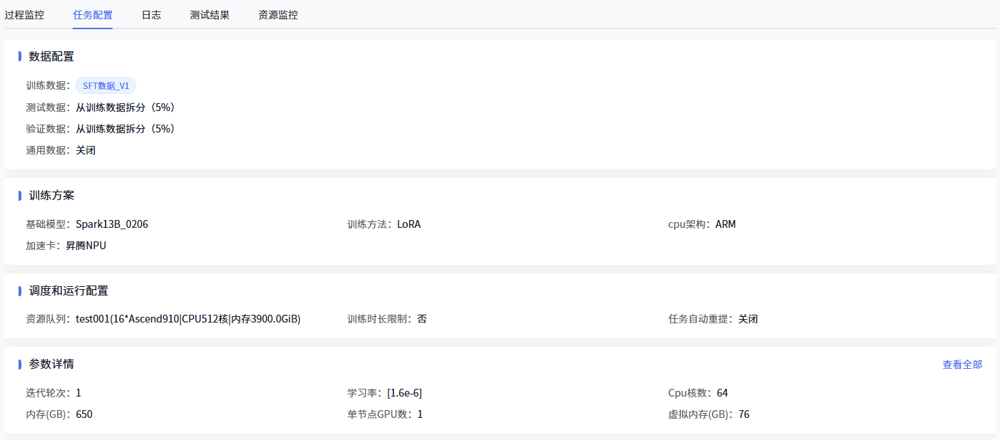 过程监控 任务配置 日志 测试结果 资源监控
数据配置
训练数据： SFT数据_V1
测试数据：从训练数据拆分（5%）
验证数据：从训练数据拆分（5%）
通用数据：关闭
训练方案
基础模型：Spark13B_0206 训练方法：LoRA cpu架构：ARM
加速卡：昇腾NPU
调度和运行配置
资源队列：test001(16*Ascend910|CPU512核|内存3900.0GiB) 训练时长限制：否 任务自动重提：关闭
参数详情 查看全部
迭代轮次：1 学习率：[1.6e-6] Cpu核数：64
内存(GB)：650 单节点GPU数：1 虚拟内存(GB)：76